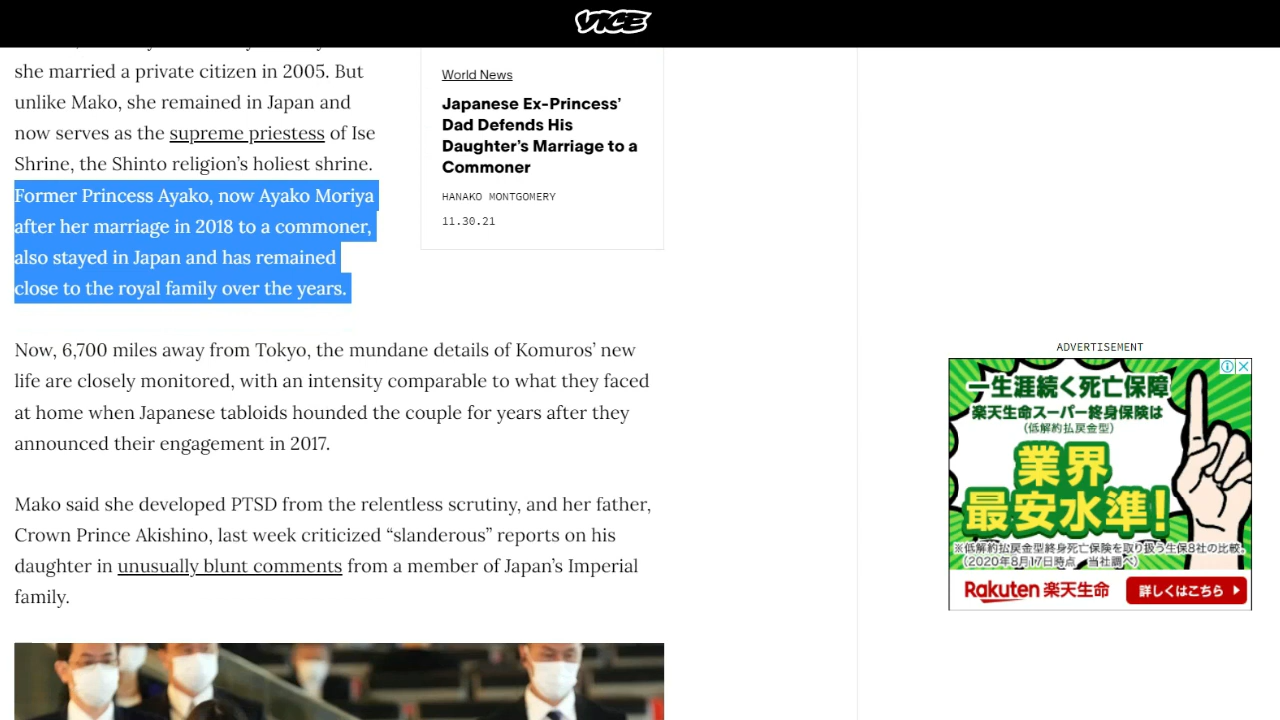 VICE
she married a private citizen in 2005. But
unlike Mako, she remained in Japan and
now serves as the supreme priestess of Ise
Shrine, the Shinto religion’s holiest shrine.
Former Princess Ayako, now Ayako Moriya
after her marriage in 2018 to a commoner,
also stayed in Japan and has remained
close to the royal family over the years.
World News
Japanese Ex-Princess’
Dad Defends His
Daughter’s Marriage to a
Commoner
HANAKO MONTGOMERY
11.30.21
Now, 6,700 miles away from Tokyo, the mundane details of Komuros’ new
life are closely monitored, with an intensity comparable to what they faced
at home when Japanese tabloids hounded the couple for years after they
announced their engagement in 2017.
Mako said she developed PTSD from the relentless scrutiny, and her father,
Crown Prince Akishino, last week criticized “slanderous” reports on his
daughter in unusually blunt comments from a member of Japan’s Imperial
family.
ADVERTISEMENT
一生涯続く死亡保障
楽天生命スーパー終身保険は
(低解約払戻金型)
業界
最安水準!
※低解約払戻金型終身死亡保険を取り扱う生保8社の比較。
(2020年8月17日時点 当社調べ)
Rakuten 楽天生命
詳しくはこちら